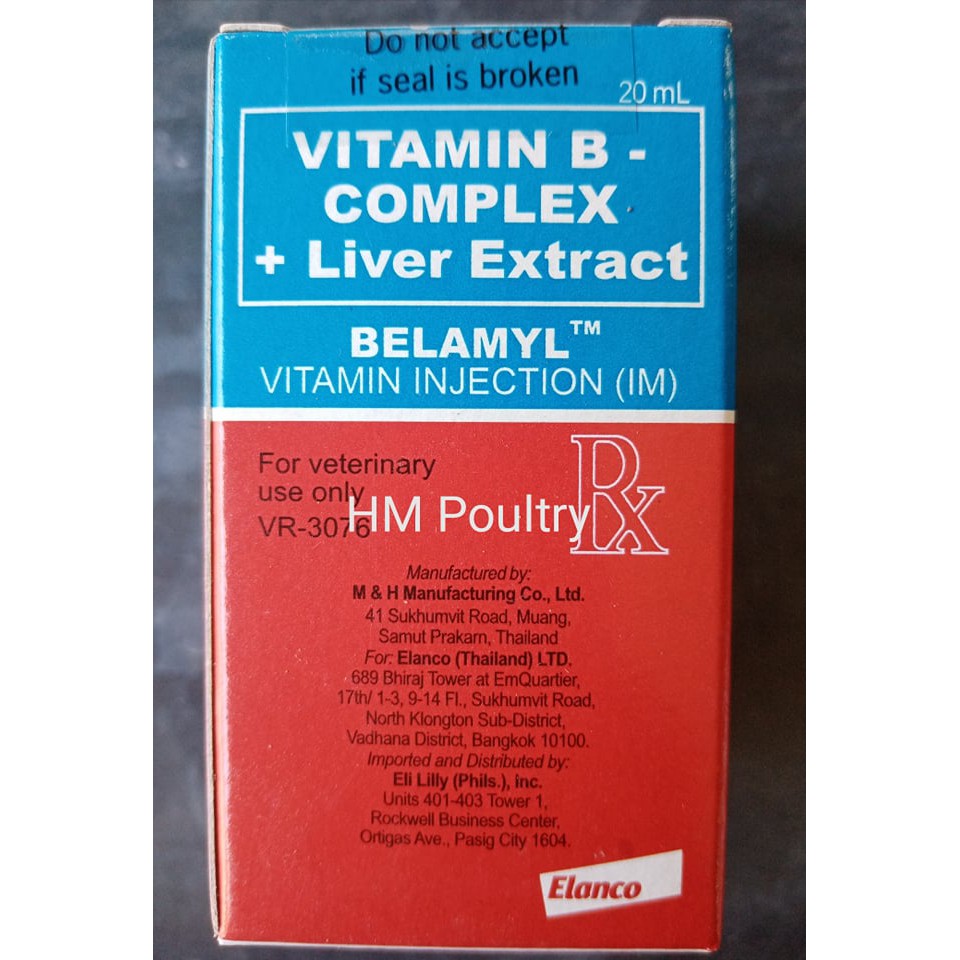 Do not accept
if seal is broken
20 mL
VITAMIN B -
COMPLEX
+ Liver Extract
BELAMYL™
VITAMIN INJECTION (IM)
For veterinary
use only
VR-3076
Rx
HM Poultry
Manufactured by:
M & H Manufacturing Co., Ltd.
41 Sukhumvit Road, Muang,
Samut Prakarn, Thailand
For: Elanco (Thailand) LTD.
689 Bhiraj Tower at EmQuartier,
17th/ 1-3, 9-14 Fl., Sukhumvit Road,
North Klongton Sub-District,
Vadhana District, Bangkok 10100.
Imported and Distributed by:
Eli Lilly (Phils.), Inc.
Units 401-403 Tower 1,
Rockwell Business Center,
Ortigas Ave., Pasig City 1604.
Elanco